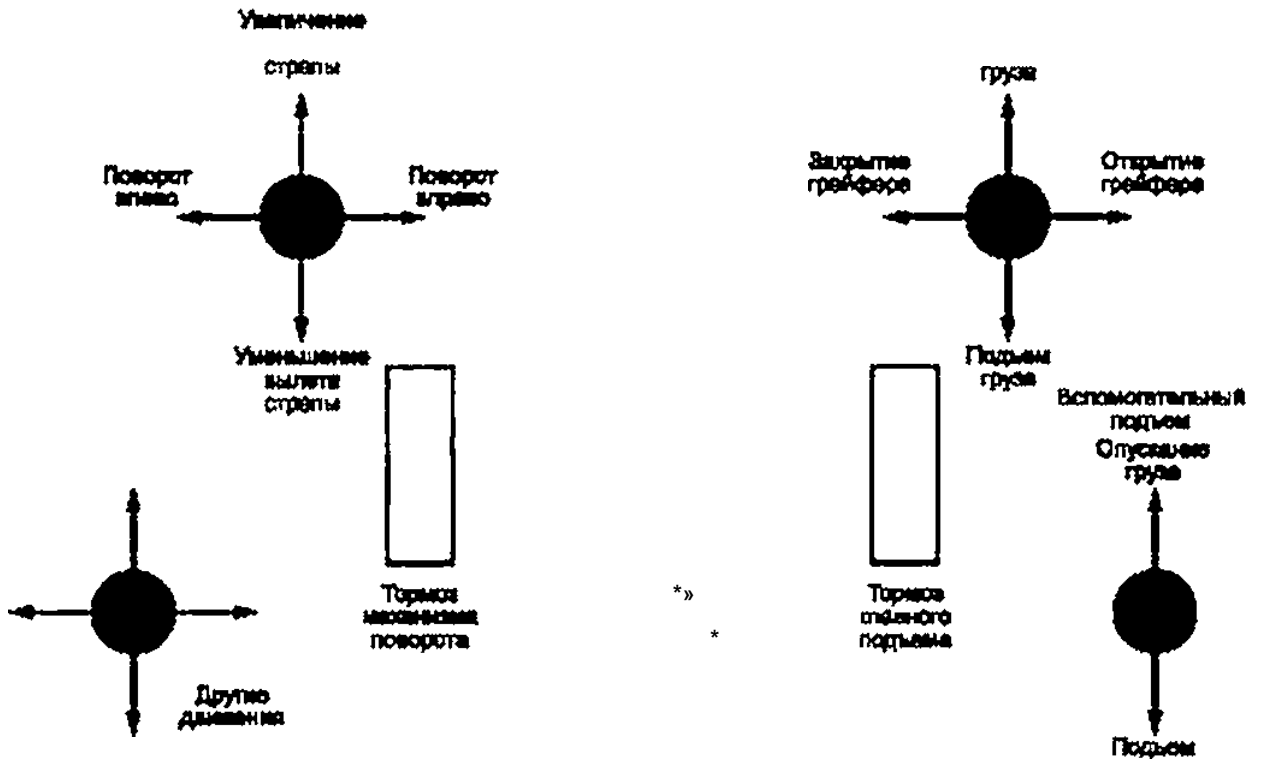 Увеличение
стрелы
Поворот
влево
Поворот
вправо
Уменьшение
вылета
стрелы
груза
Закрытие
грейфера
Открытие
грейфера
Подъем
груза
Вспомогательный
подъем
Опускание
груза
Тормоз
механизма
поворота
*»
*
Тормоз
главного
подъема
Другие
движения
Подъем